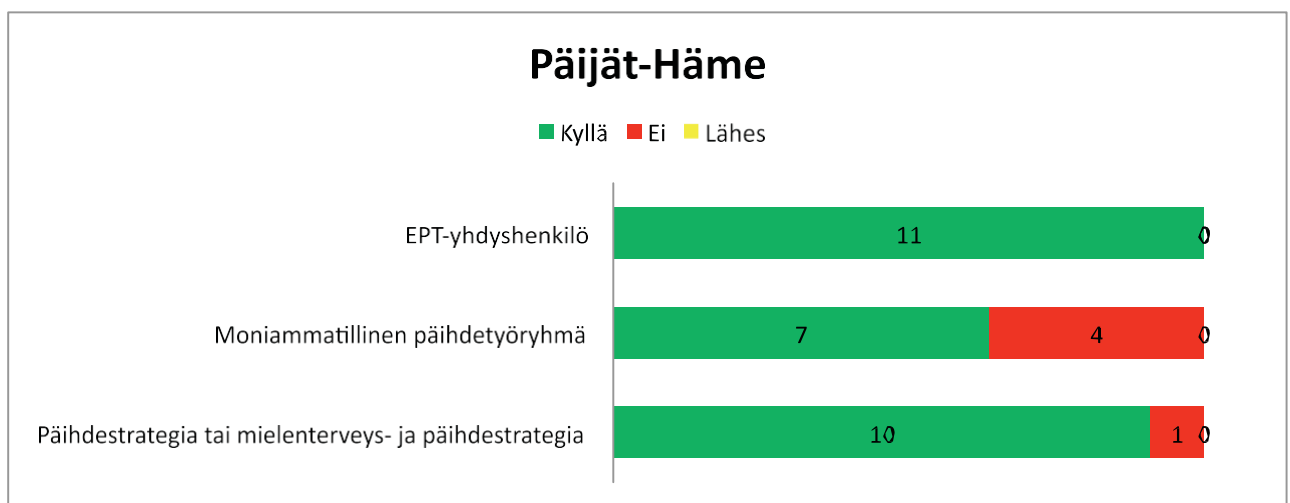 Päijät-Häme
Kyllä Ei Lähes
EPT-yhdyshenkilö 11 0
Moniammatillinen päihdetyöryhmä 7 4 0
Päihdestrategia tai mielenterveys- ja päihdestrategia 10 1 0